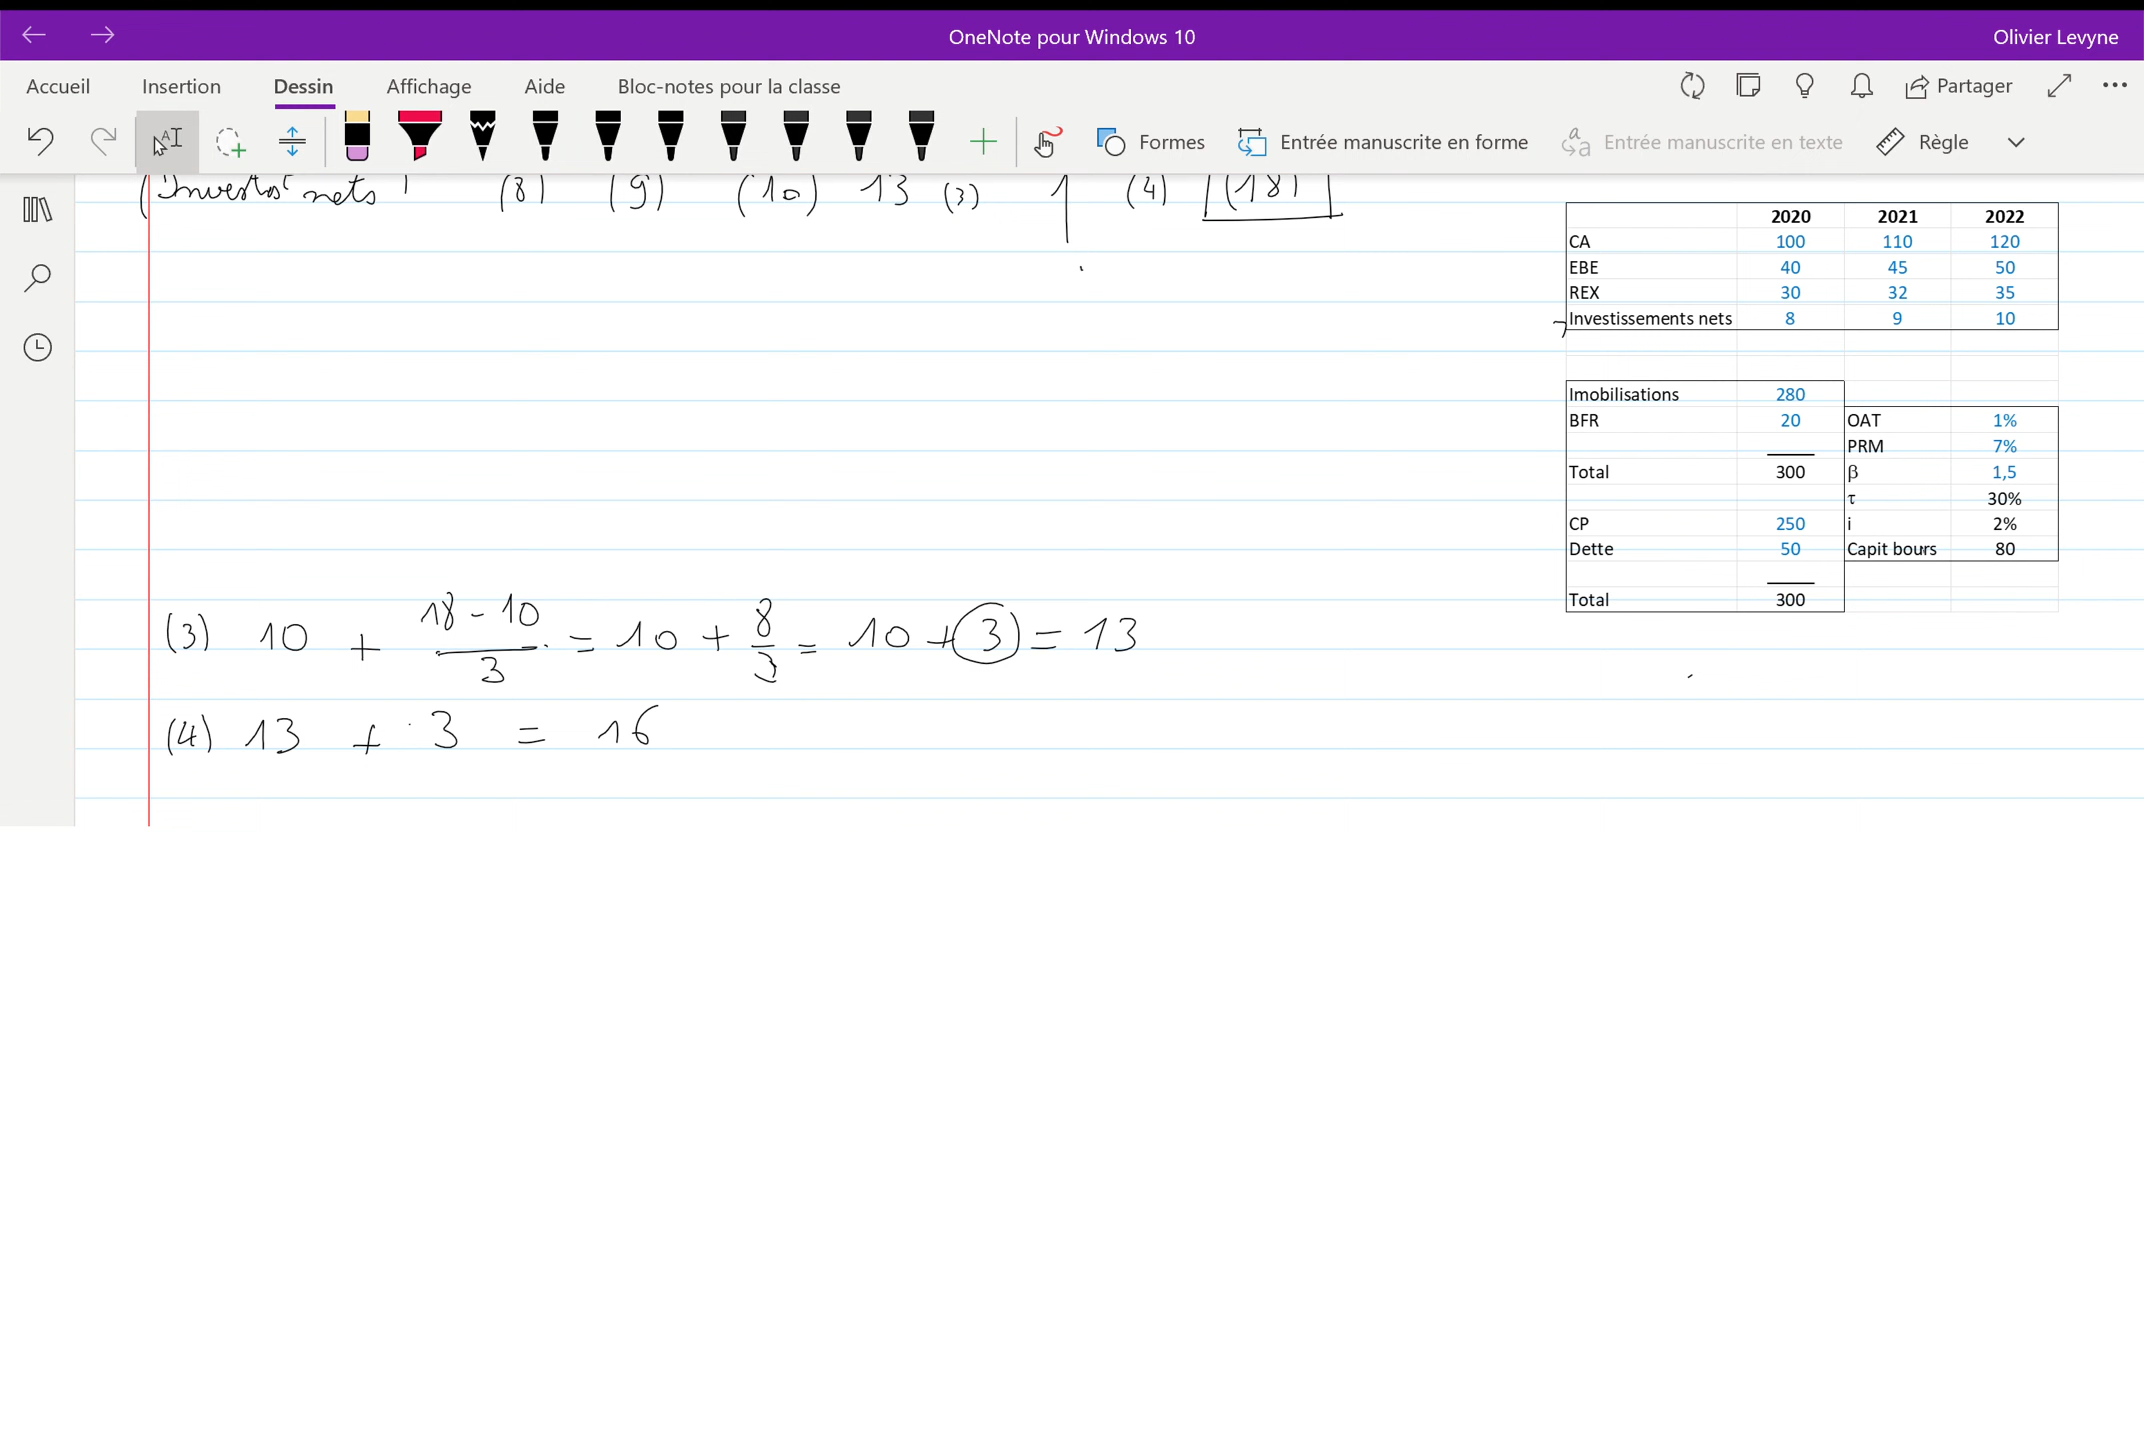 OneNote pour Windows 10
Olivier Levyne
Accueil Insertion Dessin Affichage Aide Bloc-notes pour la classe Partager
Formes Entrée manuscrite en forme Entrée manuscrite en texte Règle
(Investst nets (8) (9) (10) 13 (3) 1 (4) (18)
2020 2021 2022
CA 100 110 120
EBE 40 45 50
REX 30 32 35
Investissements nets 8 9 10
Imobilisations 280
BFR 20 OAT 1%
PRM 7%
Total 300 β 1,5
τ 30%
CP 250 i 2%
Dette 50 Capit bours 80
Total 300
(3) 10 + 18 - 10 / 3 = 10 + 8 / 3 = 10 + 3 = 13
(4) 13 + 3 = 16